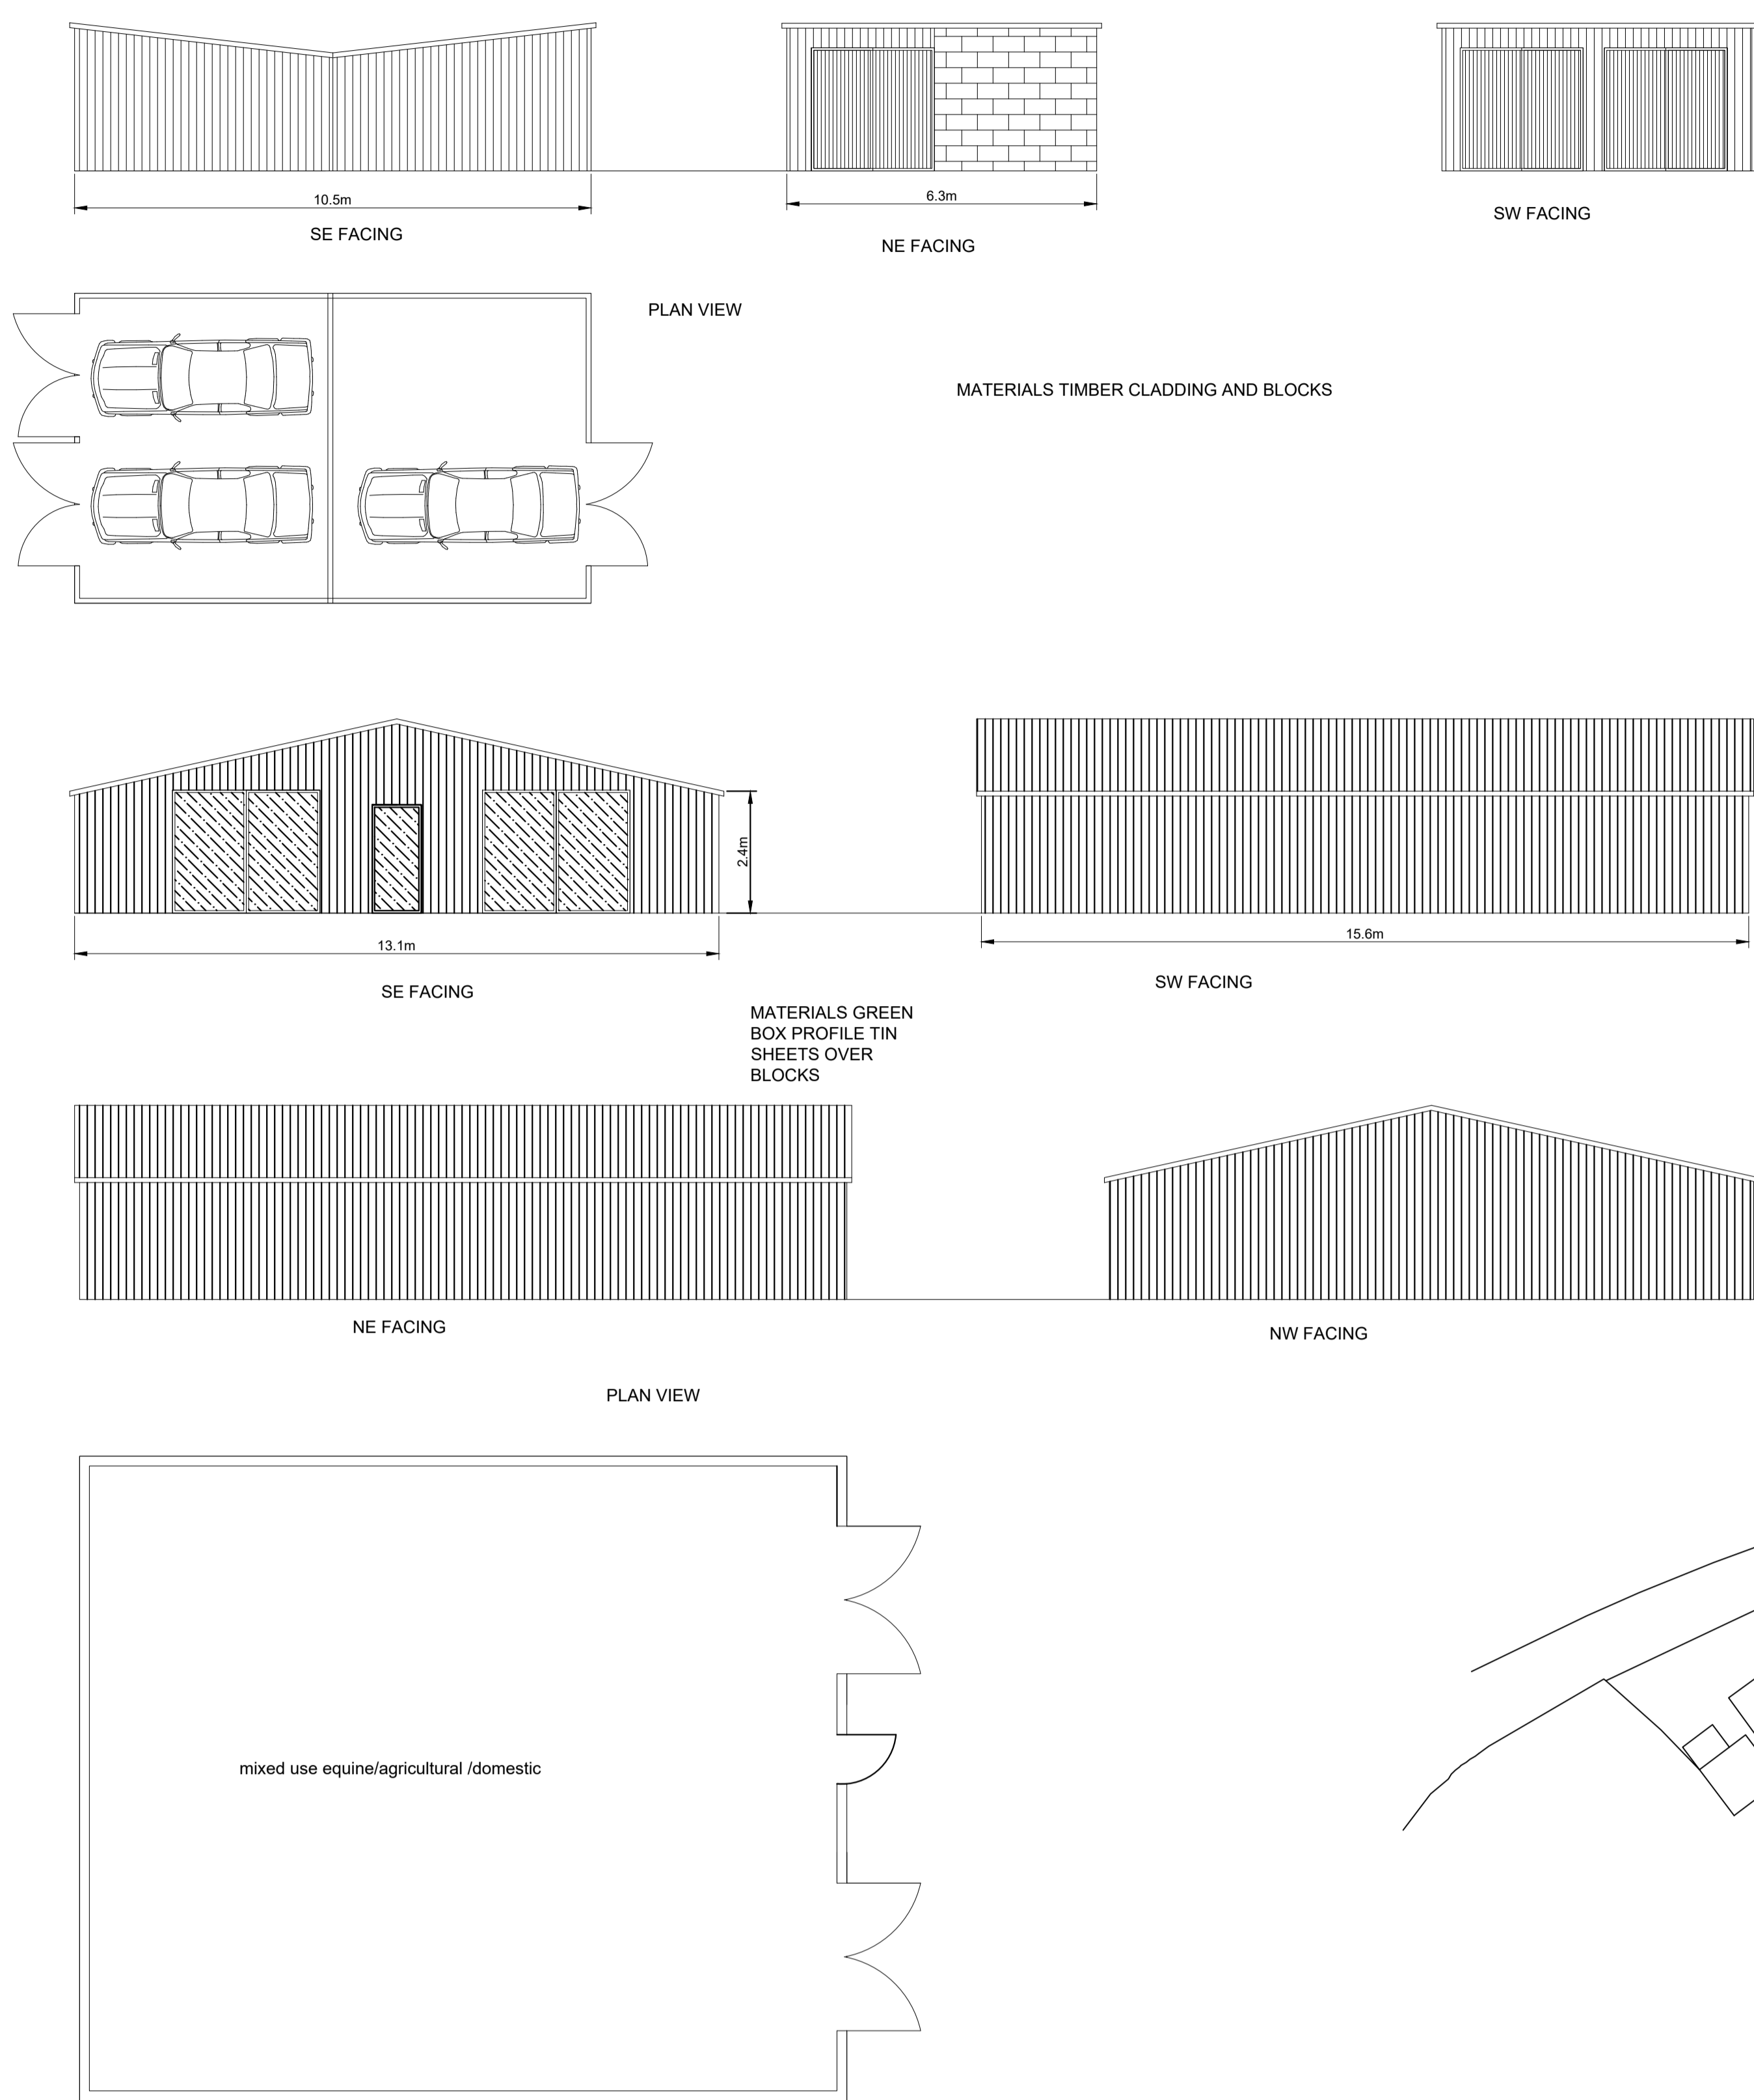 10.5m
6.3m
SE FACING
NE FACING
SW FACING
PLAN VIEW
MATERIALS TIMBER CLADDING AND BLOCKS
2.4m
13.1m
15.6m
SE FACING
SW FACING
MATERIALS GREEN
BOX PROFILE TIN
SHEETS OVER
BLOCKS
NE FACING
NW FACING
PLAN VIEW
mixed use equine/agricultural /domestic